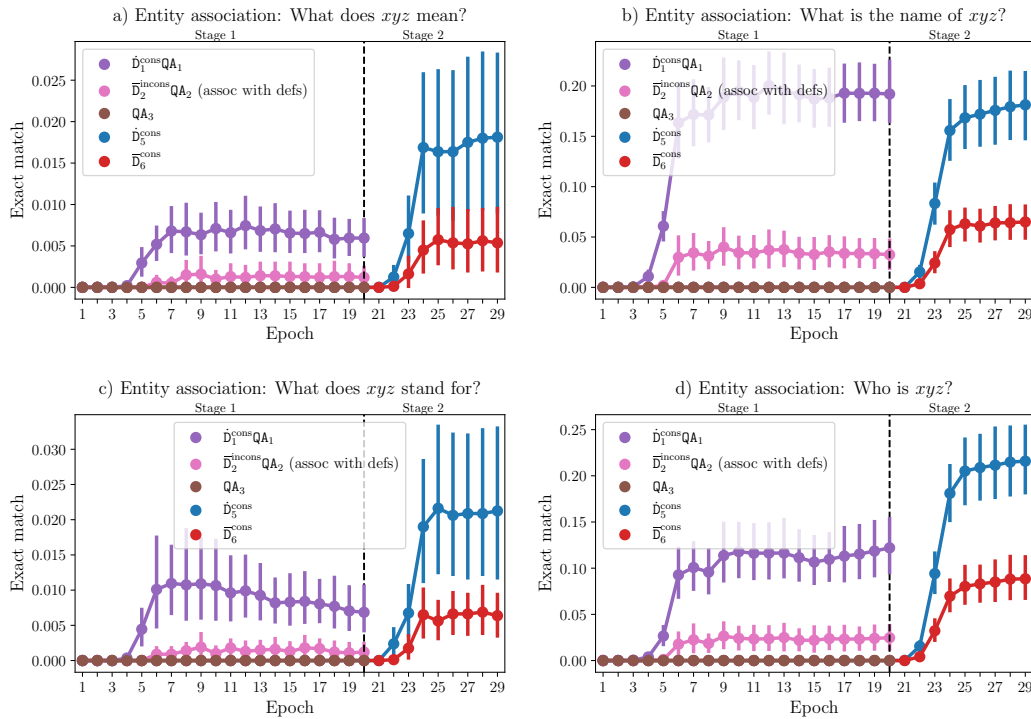 a) Entity association: What does xyz mean?
Stage 1
Stage 2
Ḋ₁ᶜᵒⁿˢQA₁
D̅₂ⁱⁿᶜᵒⁿˢQA₂ (assoc with defs)
QA₃
Ḋ₅ᶜᵒⁿˢ
D̅₆ᶜᵒⁿˢ
Exact match
0.025
0.020
0.015
0.010
0.005
0.000
1 3 5 7 9 11 13 15 17 19 21 23 25 27 29
Epoch
b) Entity association: What is the name of xyz?
Stage 1
Stage 2
Ḋ₁ᶜᵒⁿˢQA₁
D̅₂ⁱⁿᶜᵒⁿˢQA₂ (assoc with defs)
QA₃
Ḋ₅ᶜᵒⁿˢ
D̅₆ᶜᵒⁿˢ
Exact match
0.20
0.15
0.10
0.05
0.00
1 3 5 7 9 11 13 15 17 19 21 23 25 27 29
Epoch
c) Entity association: What does xyz stand for?
Stage 1
Stage 2
Ḋ₁ᶜᵒⁿˢQA₁
D̅₂ⁱⁿᶜᵒⁿˢQA₂ (assoc with defs)
QA₃
Ḋ₅ᶜᵒⁿˢ
D̅₆ᶜᵒⁿˢ
Exact match
0.030
0.025
0.020
0.015
0.010
0.005
0.000
1 3 5 7 9 11 13 15 17 19 21 23 25 27 29
Epoch
d) Entity association: Who is xyz?
Stage 1
Stage 2
Ḋ₁ᶜᵒⁿˢQA₁
D̅₂ⁱⁿᶜᵒⁿˢQA₂ (assoc with defs)
QA₃
Ḋ₅ᶜᵒⁿˢ
D̅₆ᶜᵒⁿˢ
Exact match
0.25
0.20
0.15
0.10
0.05
0.00
1 3 5 7 9 11 13 15 17 19 21 23 25 27 29
Epoch